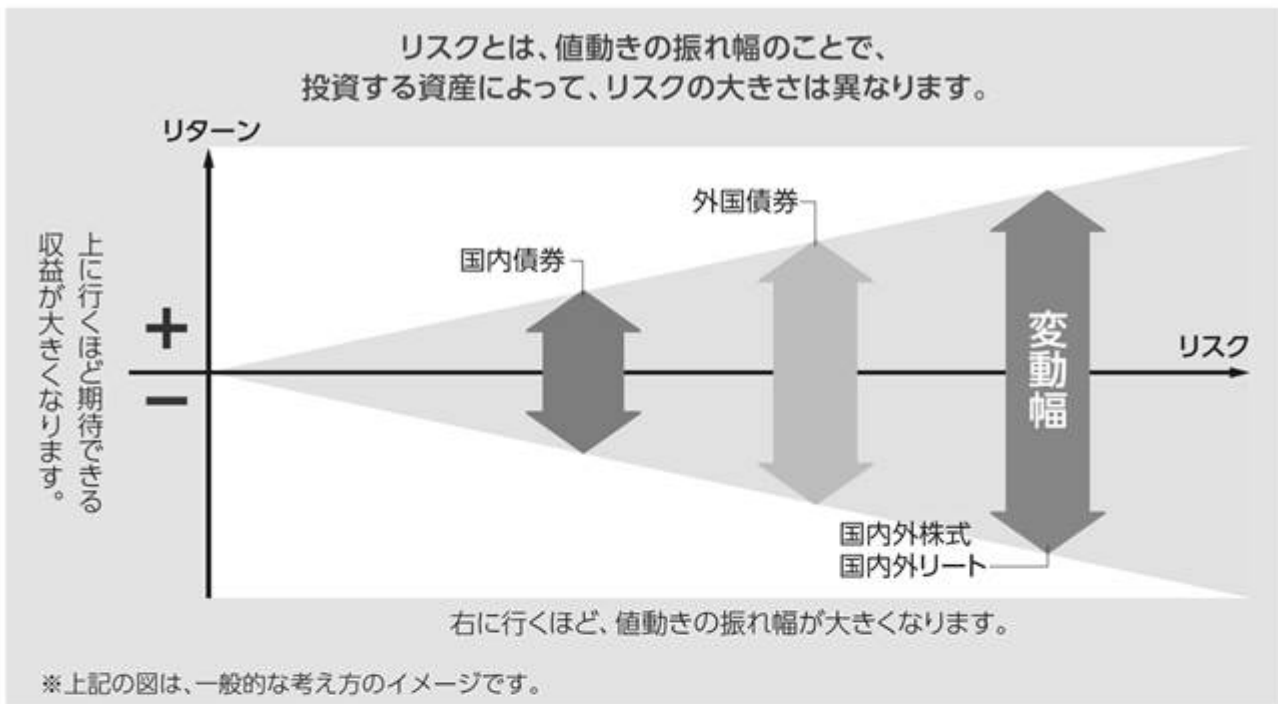 リスクとは、値動きの振れ幅のことで、
投資する資産によって、リスクの大きさは異なります。
リターン
外国債券
国内債券
上に行くほど期待できる
収益が大きくなります。
+
−
変動幅
リスク
国内外株式
国内外リート
右に行くほど、値動きの振れ幅が大きくなります。
※上記の図は、一般的な考え方のイメージです。